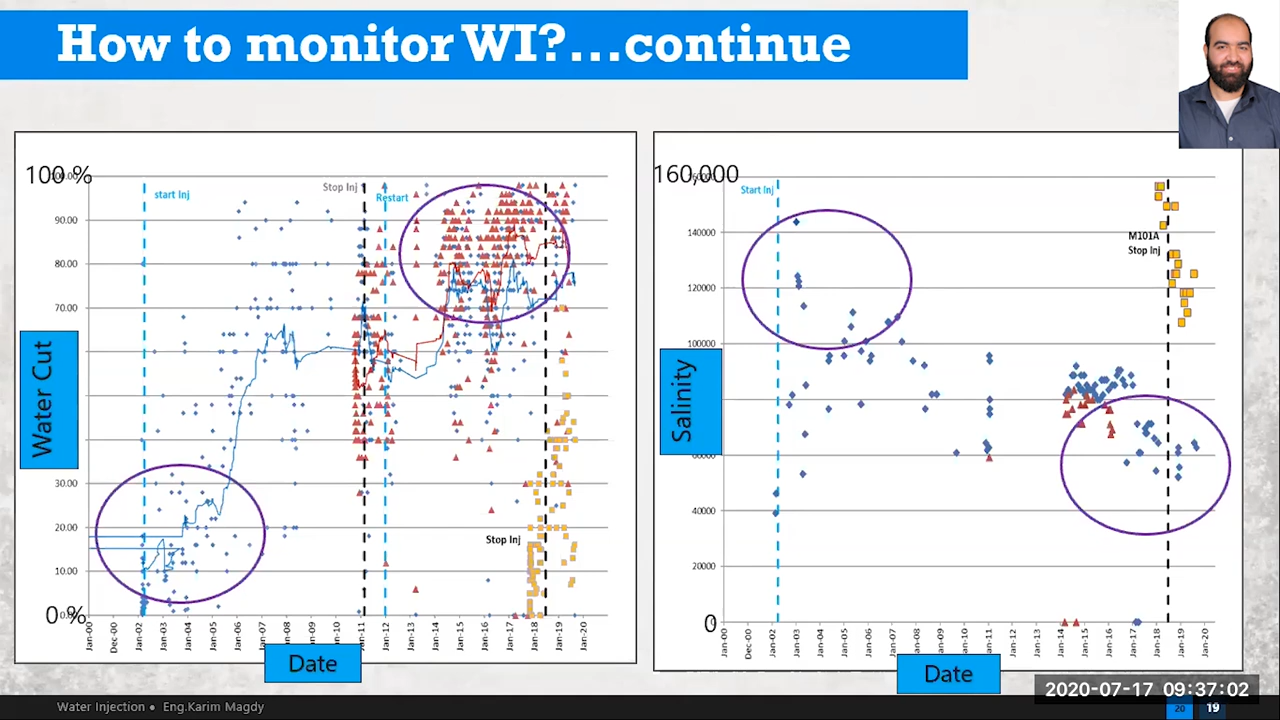 How to monitor WI?...continue
100 %
90.00
80.00
70.00
30.00
20.00
10.00
0 %
start Inj
Stop Inj
Restart
Stop Inj
Water Cut
Jan-00
Dec-00
Jan-02
Jan-03
Jan-04
Jan-05
Jan-06
Jan-07
Jan-08
Jan-09
Jan-10
Jan-11
Jan-12
Jan-13
Jan-14
Jan-15
Jan-16
Jan-17
Jan-18
Jan-19
Jan-20
Date
160,000
140000
120000
100000
40000
20000
0
Start Inj
M101A
Stop Inj
Salinity
Jan-00
Dec-00
Jan-02
Jan-03
Jan-04
Jan-05
Jan-06
Jan-07
Jan-08
Jan-09
Jan-10
Jan-11
Jan-12
Jan-13
Jan-14
Jan-15
Jan-16
Jan-17
Jan-18
Jan-19
Jan-20
Date
2020-07-17 09:37:02
Water Injection • Eng.Karim Magdy
20
19